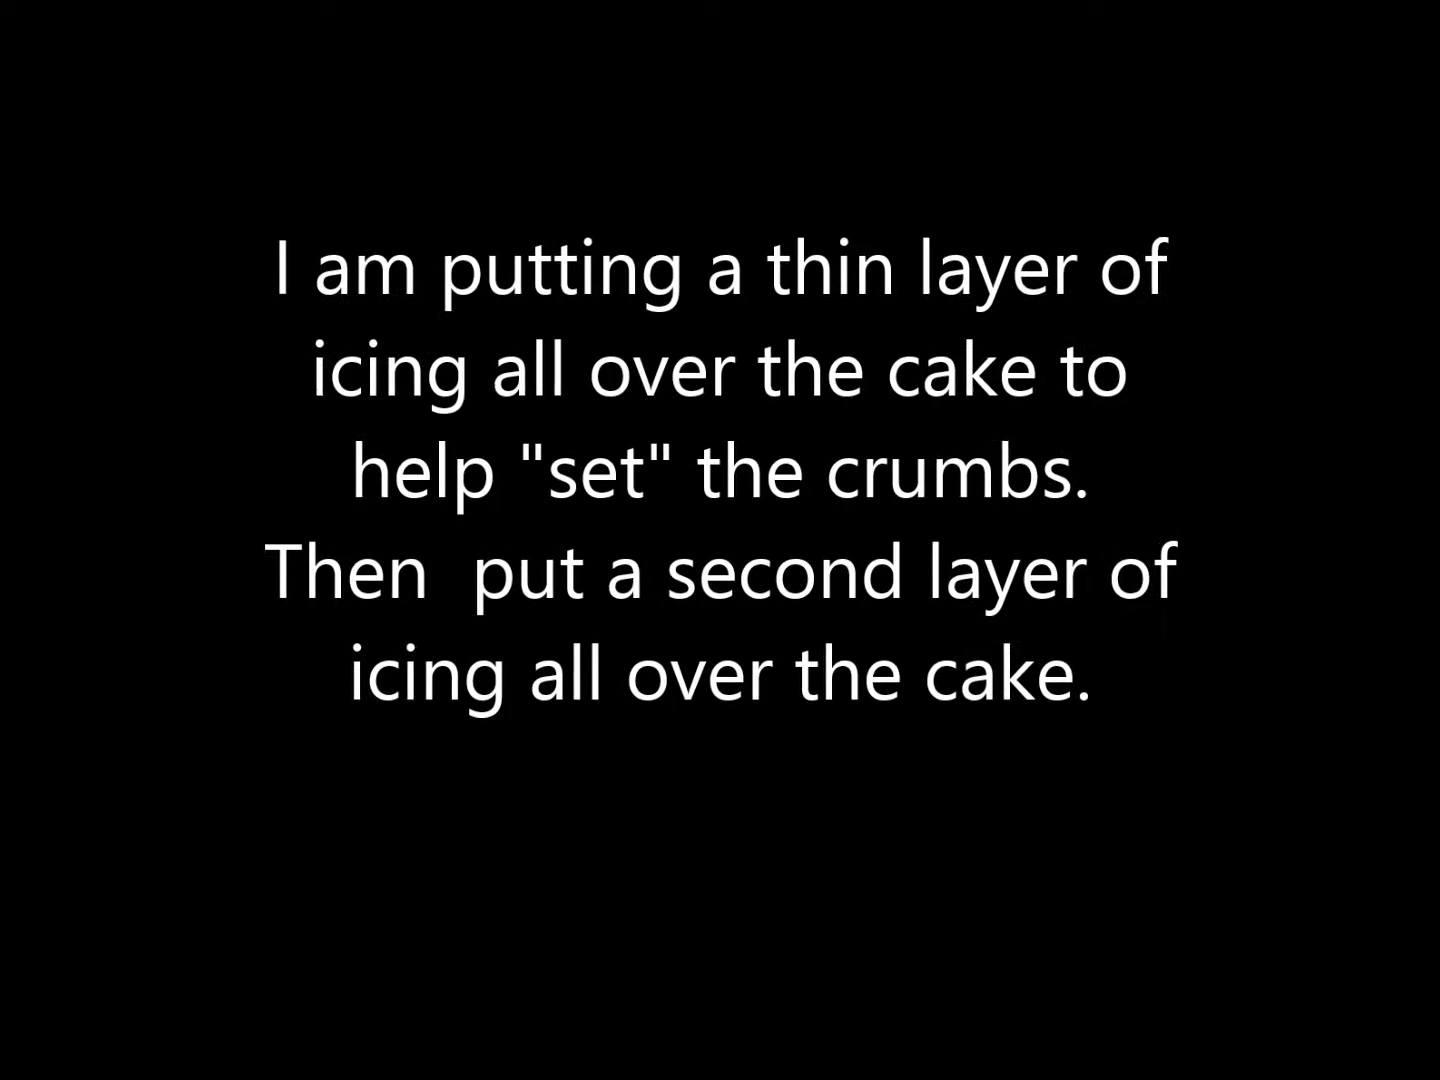 I am putting a thin layer of
icing all over the cake to
help "set" the crumbs.
Then  put a second layer of
icing all over the cake.